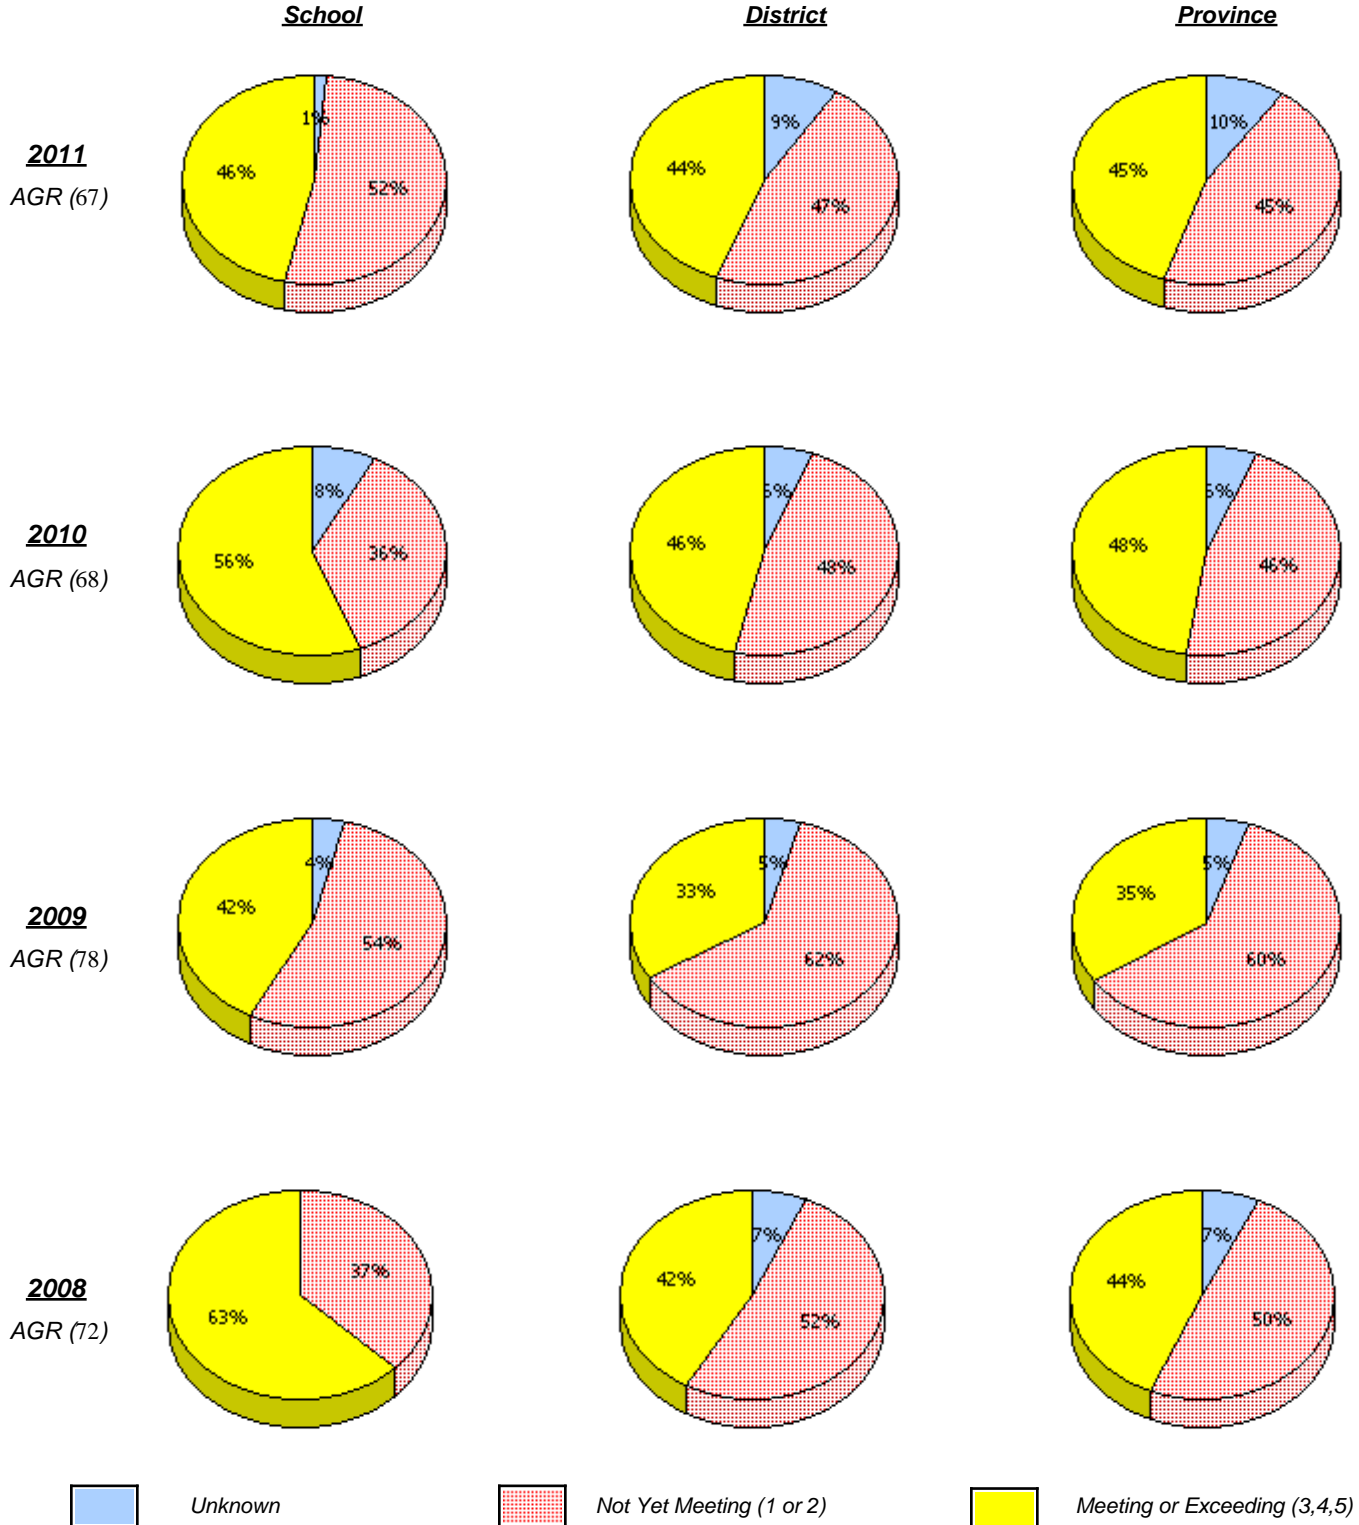 School District Province
1% 9% 10%
2011
AGR (67)
46% 52% 44% 47% 45% 45%
8%
2010
AGR (68)
56% 36% 46% 48% 48% 46%
4% 5% 5%
2009
AGR (78)
42% 54% 33% 62% 35% 60%
7% 7%
2008
AGR (72)
63% 37% 42% 52% 44% 50%
Unknown Not Yet Meeting (1 or 2) Meeting or Exceeding (3,4,5)